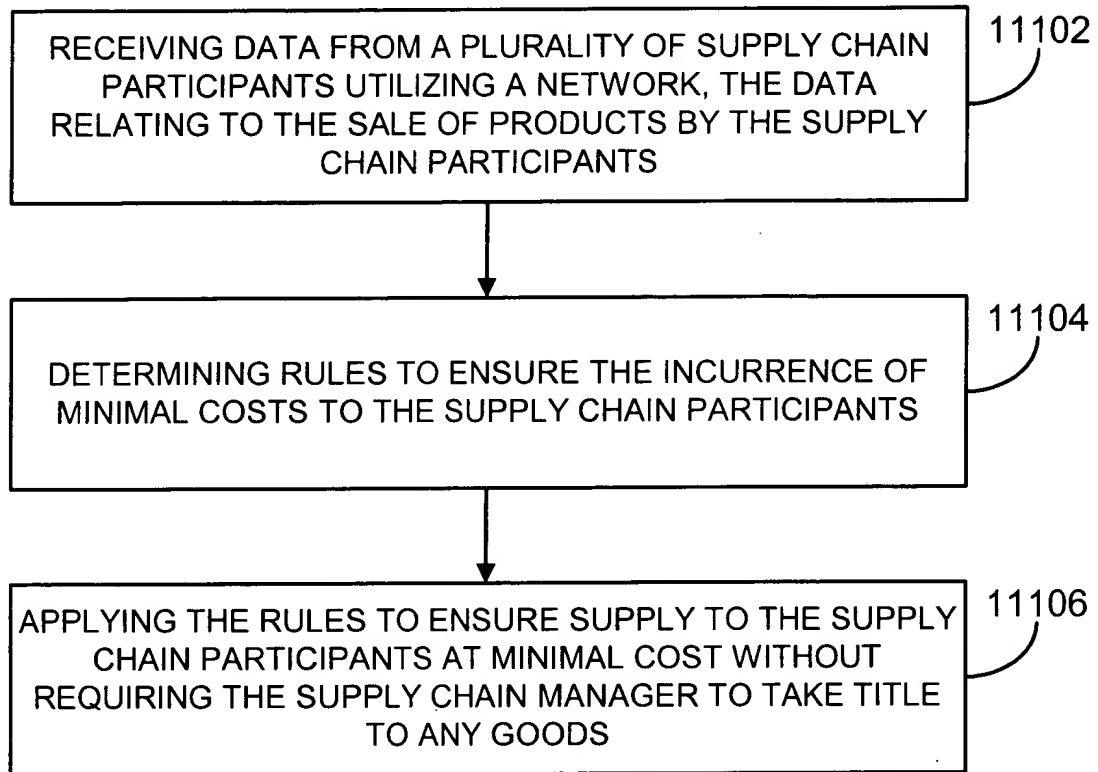 RECEIVING DATA FROM A PLURALITY OF SUPPLY CHAIN
PARTICIPANTS UTILIZING A NETWORK, THE DATA
RELATING TO THE SALE OF PRODUCTS BY THE SUPPLY
CHAIN PARTICIPANTS
11102
DETERMINING RULES TO ENSURE THE INCURRENCE OF
MINIMAL COSTS TO THE SUPPLY CHAIN PARTICIPANTS
11104
APPLYING THE RULES TO ENSURE SUPPLY TO THE SUPPLY
CHAIN PARTICIPANTS AT MINIMAL COST WITHOUT
REQUIRING THE SUPPLY CHAIN MANAGER TO TAKE TITLE
TO ANY GOODS
11106